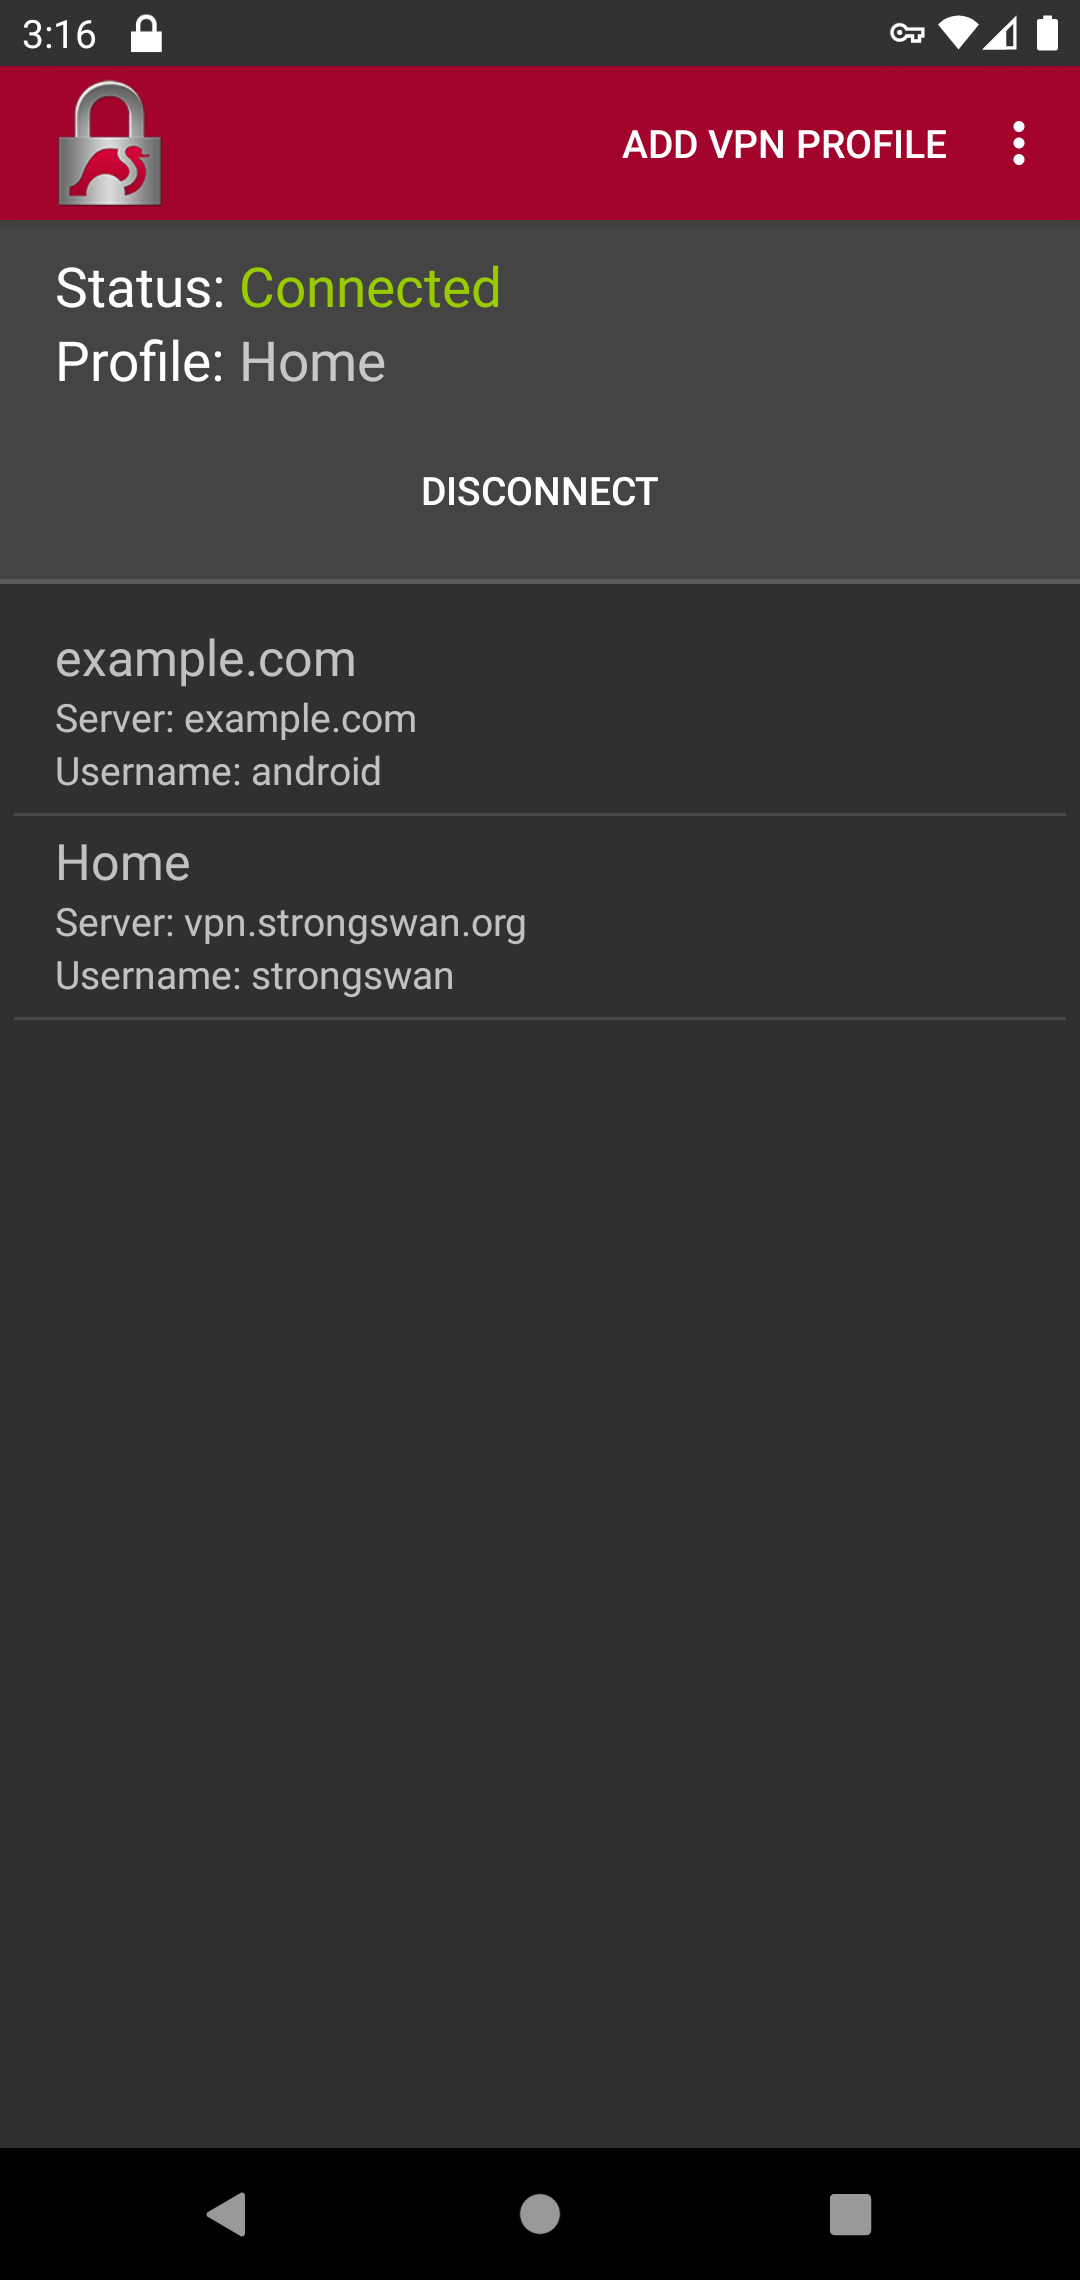 3:16
ADD VPN PROFILE
Status: Connected
Profile: Home
DISCONNECT
example.com
Server: example.com
Username: android
Home
Server: vpn.strongswan.org
Username: strongswan